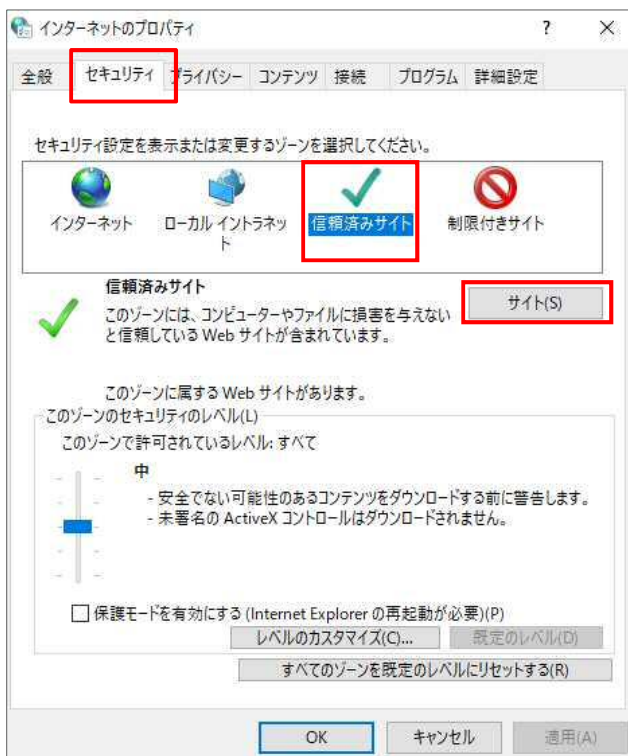 インターネットのプロパティ
? ×
全般 セキュリティ プライバシー コンテンツ 接続 プログラム 詳細設定
セキュリティ設定を表示または変更するゾーンを選択してください。
インターネット ローカル イントラネッ 信頼済みサイト 制限付きサイト
ト
信頼済みサイト
サイト(S)
このゾーンには、コンピューターやファイルに損害を与えない
と信頼している Web サイトが含まれています。
このゾーンに属する Web サイトがあります。
このゾーンのセキュリティのレベル(L)
このゾーンで許可されているレベル: すべて
中
- 安全でない可能性のあるコンテンツをダウンロードする前に警告します。
- 未署名の ActiveX コントロールはダウンロードされません。
保護モードを有効にする (Internet Explorer の再起動が必要)(P)
レベルのカスタマイズ(C)... 既定のレベル(D)
すべてのゾーンを既定のレベルにリセットする(R)
OK キャンセル 適用(A)